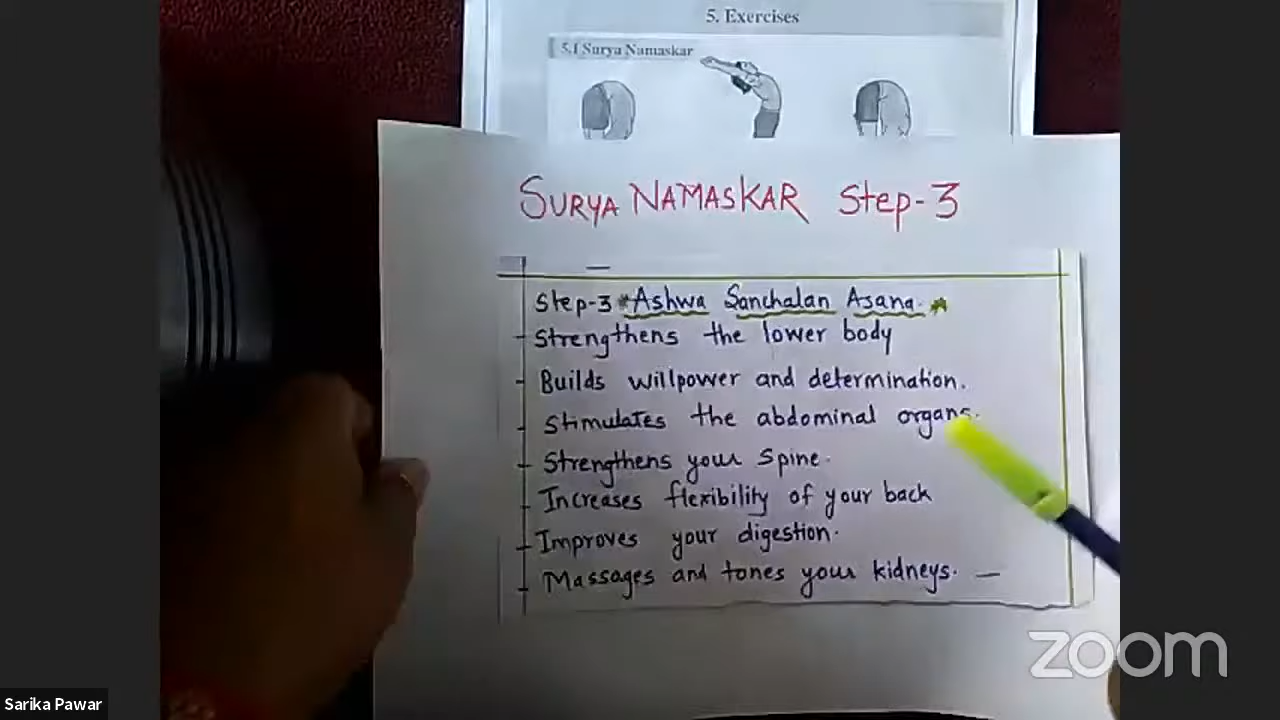 5. Exercises
5.1 Surya Namaskar
SURYA NAMASKAR Step-3
Step-3 *Ashwa Sanchalan Asana.*
- Strengthens the lower body
- Builds willpower and determination.
- Stimulates the abdominal organs.
- Strengthens your Spine.
- Increases flexibility of your back
- Improves your digestion.
- Massages and tones your kidneys. —
zoom
Sarika Pawar